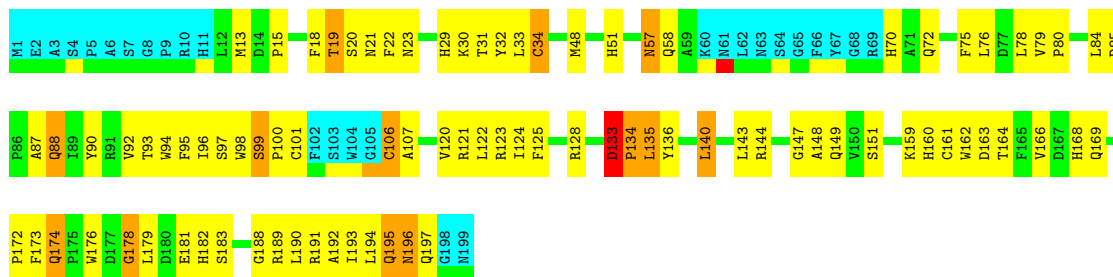 M1 E2 A3 S4 P5 A6 S7 G8 P9 R10 H11 L12 M13 D14 P15 F18 T19 S20 N21 F22 N23 H29 K30 T31 Y32 L33 C34 M48 H51 N57 Q58 A59 K60 N61 L62 N63 S64 G65 F66 Y67 G68 R69 H70 A71 Q72 F75 L76 D77 L78 V79 P80 L84
P86 A87 Q88 I89 Y90 R91 V92 T93 W94 F95 I96 S97 W98 S99 P100 C101 F102 S103 W104 G105 C106 A107 V120 R121 L122 R123 I124 F125 R128 D133 P134 L135 Y136 L140 L143 R144 G147 A148 Q149 V150 S151 K159 H160 C161 W162 D163 T164 F165 V166 D167 H168 Q169
P172 F173 Q174 P175 W176 D177 G178 L179 D180 E181 H182 S183 G188 R189 L190 R191 A192 I193 L194 Q195 N196 Q197 G198 N199